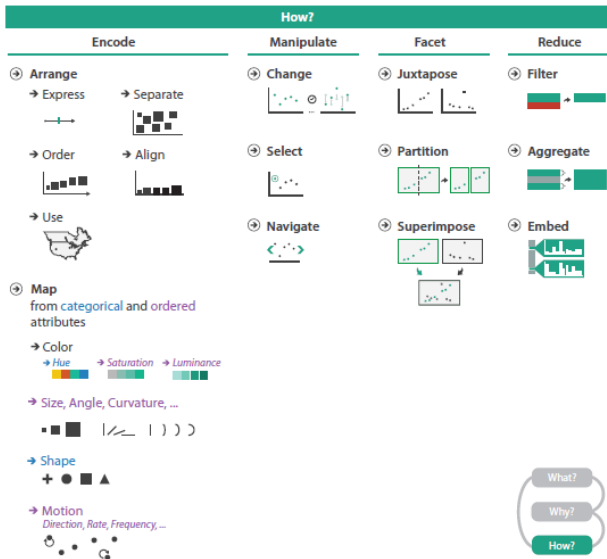 How?
Encode
Manipulate
Facet
Reduce
Arrange
Express
Separate
Order
Align
Use
Map
from categorical and ordered
attributes
Color
Hue
Saturation
Luminance
Size, Angle, Curvature, ...
Shape
Motion
Direction, Rate, Frequency, ...
Change
Select
Navigate
Juxtapose
Partition
Superimpose
Filter
Aggregate
Embed
What?
Why?
How?